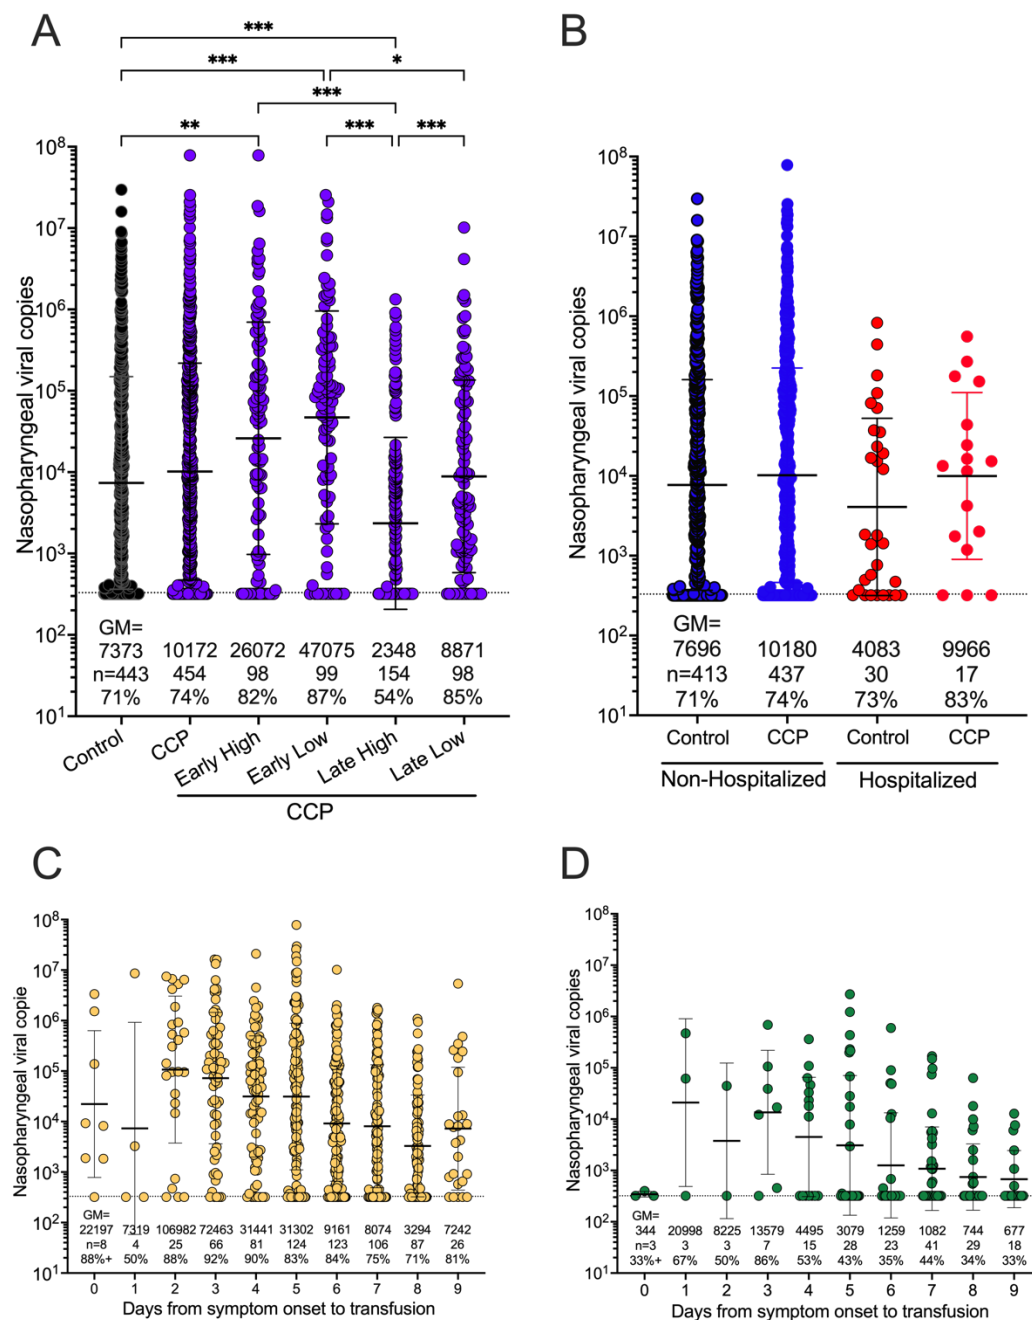 A
***
***
*
***
**
***
***
Nasopharyngeal viral copies
10^8
10^7
10^6
10^5
10^4
10^3
10^2
10^1
GM=
7373 10172 26072 47075 2348 8871
n=443 454 98 99 154 98
71% 74% 82% 87% 54% 85%
Control CCP Early High Early Low Late High Late Low
CCP
B
Nasopharyngeal viral copies
10^8
10^7
10^6
10^5
10^4
10^3
10^2
10^1
GM=
7696 10180 4083 9966
n=413 437 30 17
71% 74% 73% 83%
Control CCP Control CCP
Non-Hospitalized Hospitalized
C
Nasopharyngeal viral copie
10^8
10^7
10^6
10^5
10^4
10^3
10^2
10^1
GM=
22197 7319 106982 72463 31441 31302 9161 8074 3294 7242
n=8 4 25 66 81 124 123 106 87 26
88%+ 50% 88% 92% 90% 83% 84% 75% 71% 81%
0 1 2 3 4 5 6 7 8 9
Days from symptom onset to transfusion
D
Nasopharyngeal viral copies
10^8
10^7
10^6
10^5
10^4
10^3
10^2
10^1
GM=
344 20998 8225 13579 4495 3079 1259 1082 744 677
n=3 3 2 7 15 28 23 41 29 18
33%+ 67% 50% 86% 53% 43% 35% 44% 34% 33%
0 1 2 3 4 5 6 7 8 9
Days from symptom onset to transfusion